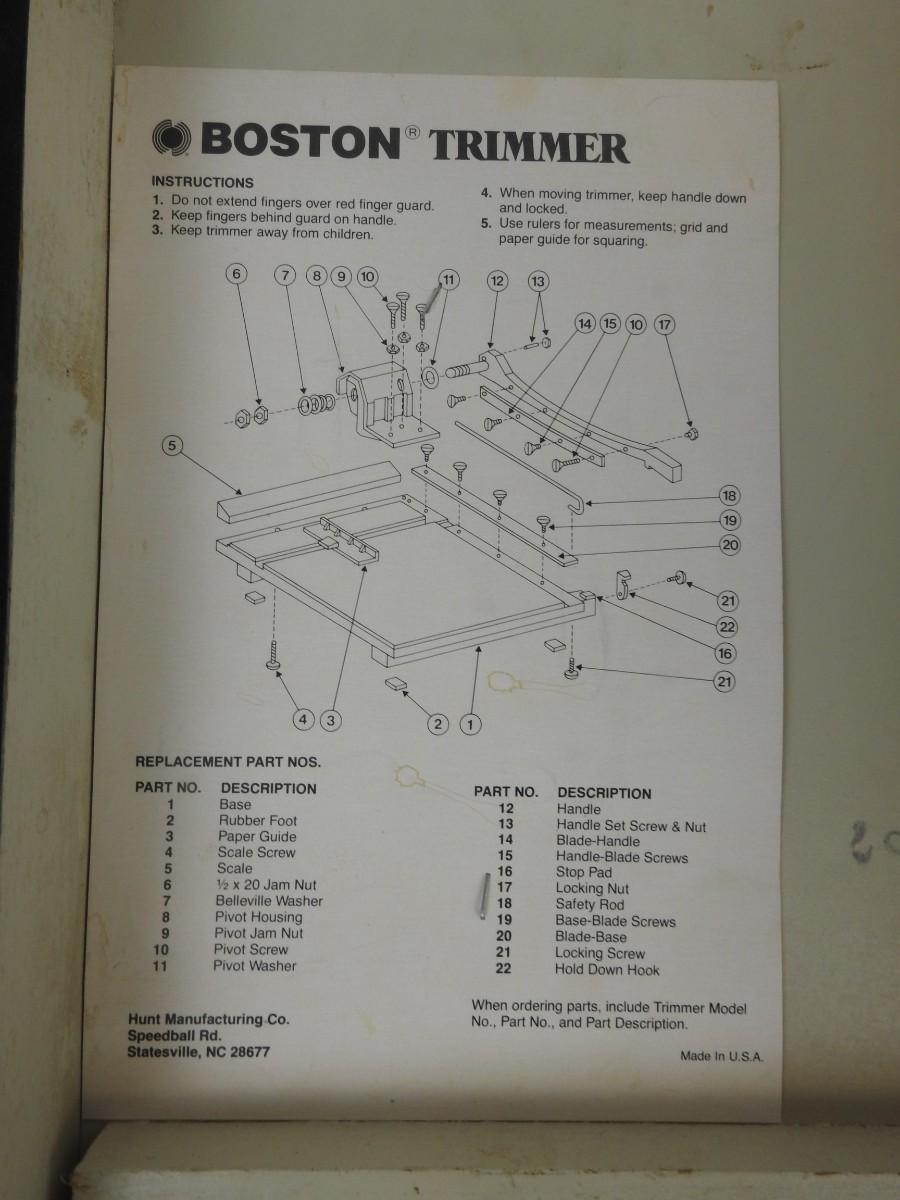 BOSTON® TRIMMER
INSTRUCTIONS
1. Do not extend fingers over red finger guard.
2. Keep fingers behind guard on handle.
3. Keep trimmer away from children.
4. When moving trimmer, keep handle down
and locked.
5. Use rulers for measurements; grid and
paper guide for squaring.
6 7 8 9 10 11 12 13
14 15 10 17
5
18
19
20
21
22
16
21
4 3 2 1
REPLACEMENT PART NOS.
PART NO. DESCRIPTION
1 Base
2 Rubber Foot
3 Paper Guide
4 Scale Screw
5 Scale
6 ½ x 20 Jam Nut
7 Belleville Washer
8 Pivot Housing
9 Pivot Jam Nut
10 Pivot Screw
11 Pivot Washer
PART NO. DESCRIPTION
12 Handle
13 Handle Set Screw & Nut
14 Blade-Handle
15 Handle-Blade Screws
16 Stop Pad
17 Locking Nut
18 Safety Rod
19 Base-Blade Screws
20 Blade-Base
21 Locking Screw
22 Hold Down Hook
When ordering parts, include Trimmer Model
No., Part No., and Part Description.
Hunt Manufacturing Co.
Speedball Rd.
Statesville, NC 28677
Made In U.S.A.